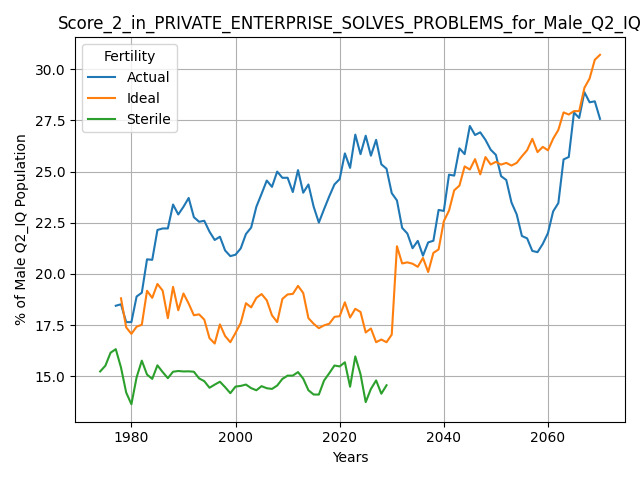 Score_2_in_PRIVATE_ENTERPRISE_SOLVES_PROBLEMS_for_Male_Q2_IQ
Fertility
Actual
Ideal
Sterile
% of Male Q2_IQ Population
30.0
27.5
25.0
22.5
20.0
17.5
15.0
1980 2000 2020 2040 2060
Years